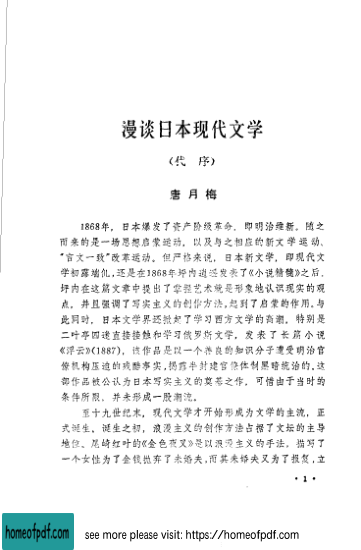 漫谈日本现代文学
（代 序）
唐 月 梅
1868年，日本爆发了资产阶级革命，即明治维新。随之
而来的是一场思想启蒙运动，以及与之相应的新文学运动、
“言文一致”改革运动。但严格来说，日本新文学，即现代文
学初露端倪，还是在1868年坪内逍遥发表了《小说精髓》之后。
坪内在这篇文章中提出了掌握艺术就是形象地认识现实的观
点，并且强调了写实主义的创作方法，起到了启蒙的作用。与
此同时，日本文学界还掀起了学习西方文学的高潮，特别是
二叶亭四迷直接接触和学习俄罗斯文学，发表了长篇小说
《浮云》(1887)，该作品是以一个善良的知识分子遭受明治官
僚机构压迫的残酷事实，揭露半封建官僚体制黑暗统治的，这
部作品被公认为日本写实主义的奠基之作。可惜由于当时的
条件所限，并未形成一股潮流。
至十九世纪末，现代文学才开始形成为文学的主流，正
式诞生。诞生之初，浪漫主义的创作方法占据了文坛的主导
地位。尾崎红叶的《金色夜叉》是以浪漫主义的手法，描写了
一个女性为了金钱抛弃了未婚夫，而其未婚夫又为了报复，立
• 1 •
homeofpdf.com
see more please visit: https://homeofpdf.com